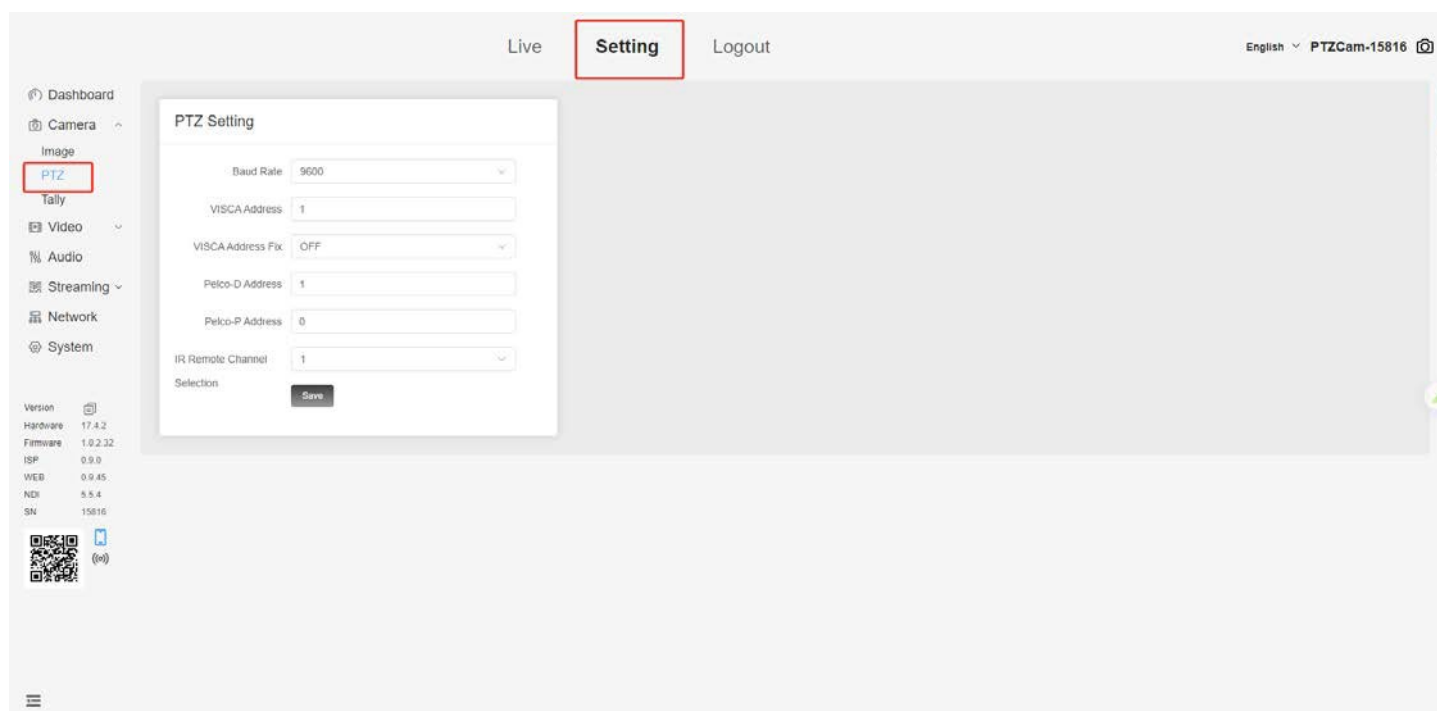 Live Setting Logout
English PTZCam-15816
Dashboard
Camera
Image
PTZ
Tally
Video
Audio
Streaming
Network
System
PTZ Setting
Baud Rate 9600
VISCA Address 1
VISCA Address Fix OFF
Pelco-D Address 1
Pelco-P Address 0
IR Remote Channel 1
Selection
Save
Version
Hardware 17.4.2
Firmware 1.0.2.32
ISP 0.9.0
WEB 0.9.45
NDI 5.5.4
SN 15816